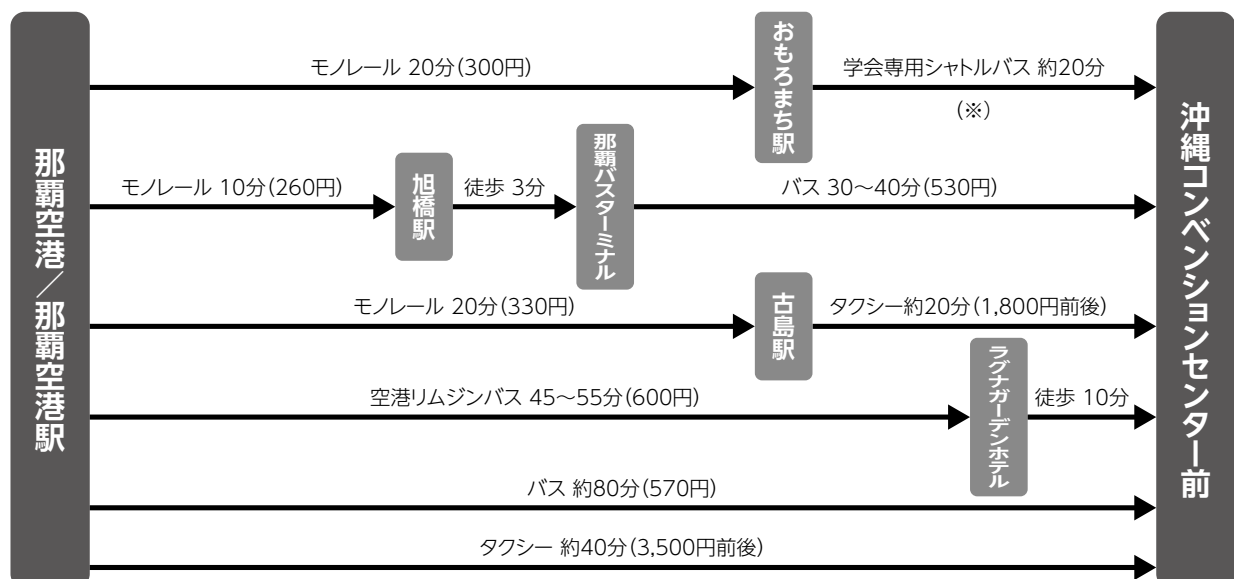 那覇空港／那覇空港駅
モノレール 20分(300円)
おもろまち駅
学会専用シャトルバス 約20分
(※)
モノレール 10分(260円)
旭橋駅
徒歩 3分
那覇バスターミナル
バス 30〜40分(530円)
モノレール 20分(330円)
古島駅
タクシー約20分(1,800円前後)
空港リムジンバス 45〜55分(600円)
ラグナガーデンホテル
徒歩 10分
バス 約80分(570円)
タクシー 約40分(3,500円前後)
沖縄コンベンションセンター前